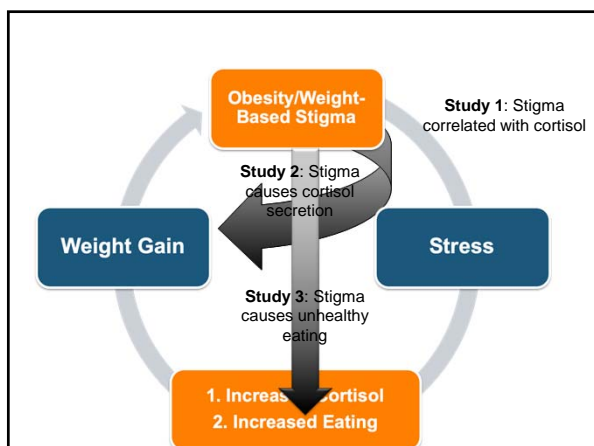 Obesity/Weight-
Based Stigma
Study 1: Stigma
correlated with cortisol
Study 2: Stigma
causes cortisol
secretion
Weight Gain
Stress
Study 3: Stigma
causes unhealthy
eating
1. Increased Cortisol
2. Increased Eating